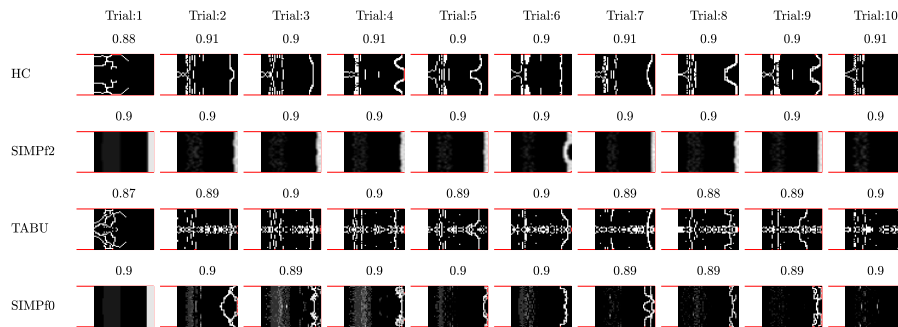 Trial:1 Trial:2 Trial:3 Trial:4 Trial:5 Trial:6 Trial:7 Trial:8 Trial:9 Trial:10
0.88 0.91 0.9 0.91 0.9 0.9 0.91 0.9 0.9 0.91
HC
0.9 0.9 0.9 0.9 0.9 0.9 0.9 0.9 0.9 0.9
SIMPf2
0.87 0.89 0.9 0.9 0.89 0.9 0.89 0.88 0.89 0.9
TABU
0.9 0.9 0.89 0.9 0.9 0.9 0.89 0.9 0.89 0.9
SIMPf0